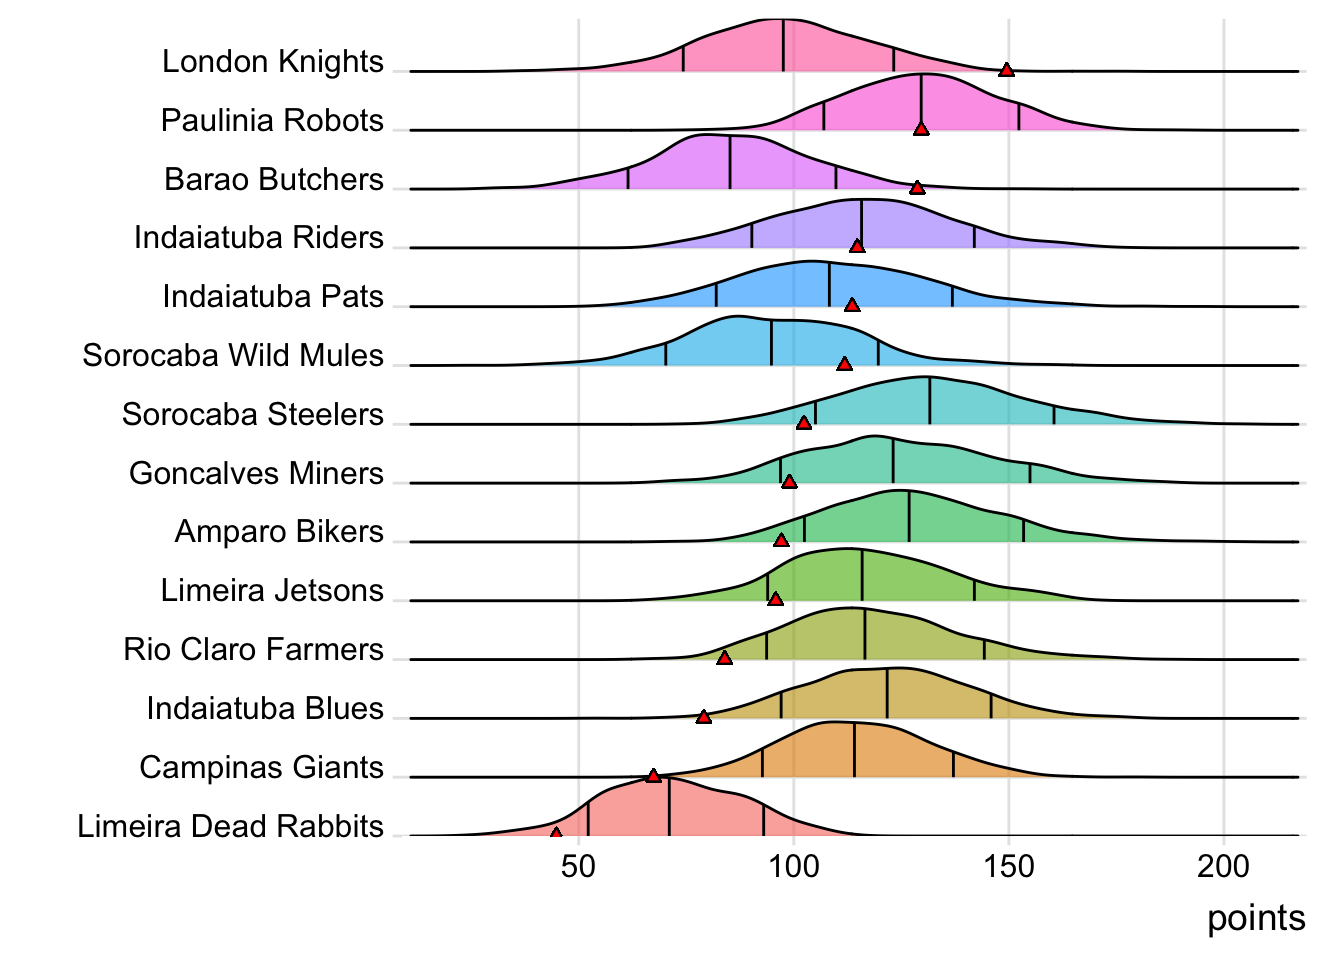 London Knights
Paulinia Robots
Barao Butchers
Indaiatuba Riders
Indaiatuba Pats
Sorocaba Wild Mules
Sorocaba Steelers
Goncalves Miners
Amparo Bikers
Limeira Jetsons
Rio Claro Farmers
Indaiatuba Blues
Campinas Giants
Limeira Dead Rabbits
50 100 150 200
points